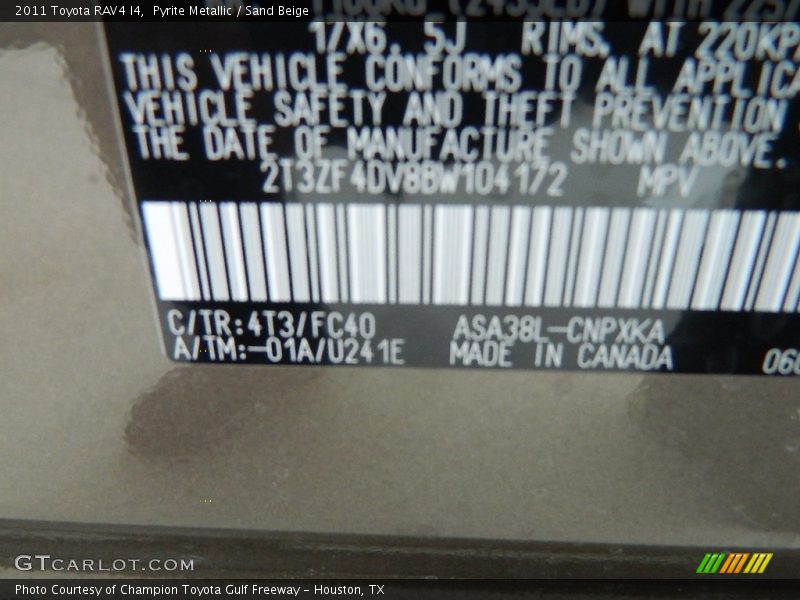 2011 Toyota RAV4 I4, Pyrite Metallic / Sand Beige
17X6. 5J RIMS. AT 220KP
THIS VEHICLE CONFORMS TO ALL APPLICA
VEHICLE SAFETY AND THEFT PREVENTION
THE DATE OF MANUFACTURE SHOWN ABOVE.
2T3ZF4DV8BW104172 MPV
C/TR:4T3/FC40 ASA38L-CNPXKA
A/TM:-01A/U241E MADE IN CANADA 060
GTCARLOT.COM
Photo Courtesy of Champion Toyota Gulf Freeway - Houston, TX